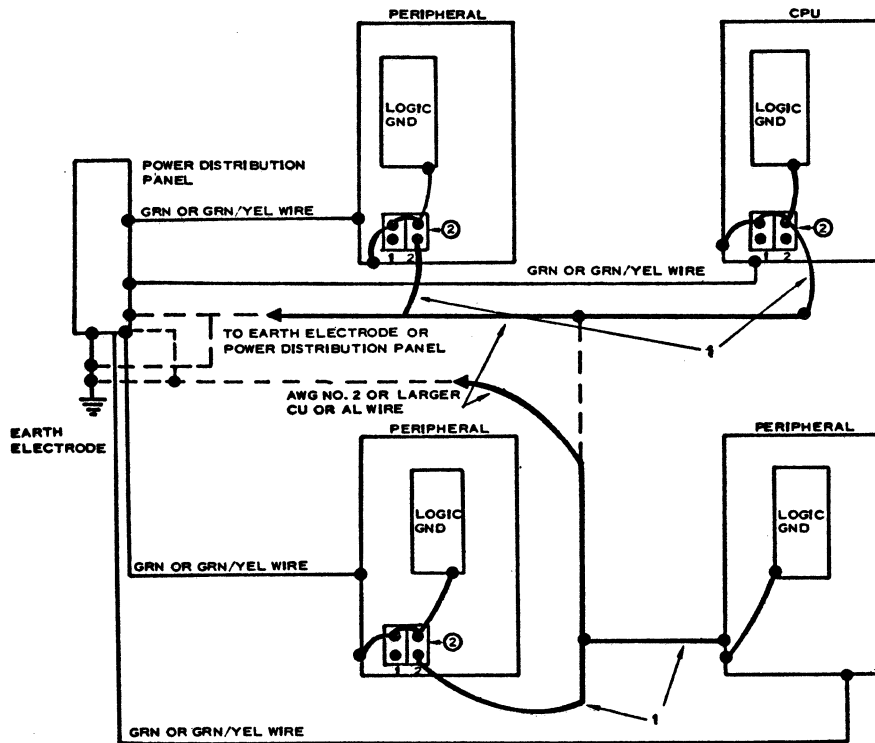 PERIPHERAL
CPU
LOGIC
GND
LOGIC
GND
POWER DISTRIBUTION
PANEL
GRN OR GRN/YEL WIRE
②
②
1 2
1 2
GRN OR GRN/YEL WIRE
TO EARTH ELECTRODE OR
POWER DISTRIBUTION PANEL
1
AWG NO. 2 OR LARGER
CU OR AL WIRE
EARTH
ELECTRODE
PERIPHERAL
PERIPHERAL
LOGIC
GND
LOGIC
GND
GRN OR GRN/YEL WIRE
②
1 2
1
GRN OR GRN/YEL WIRE